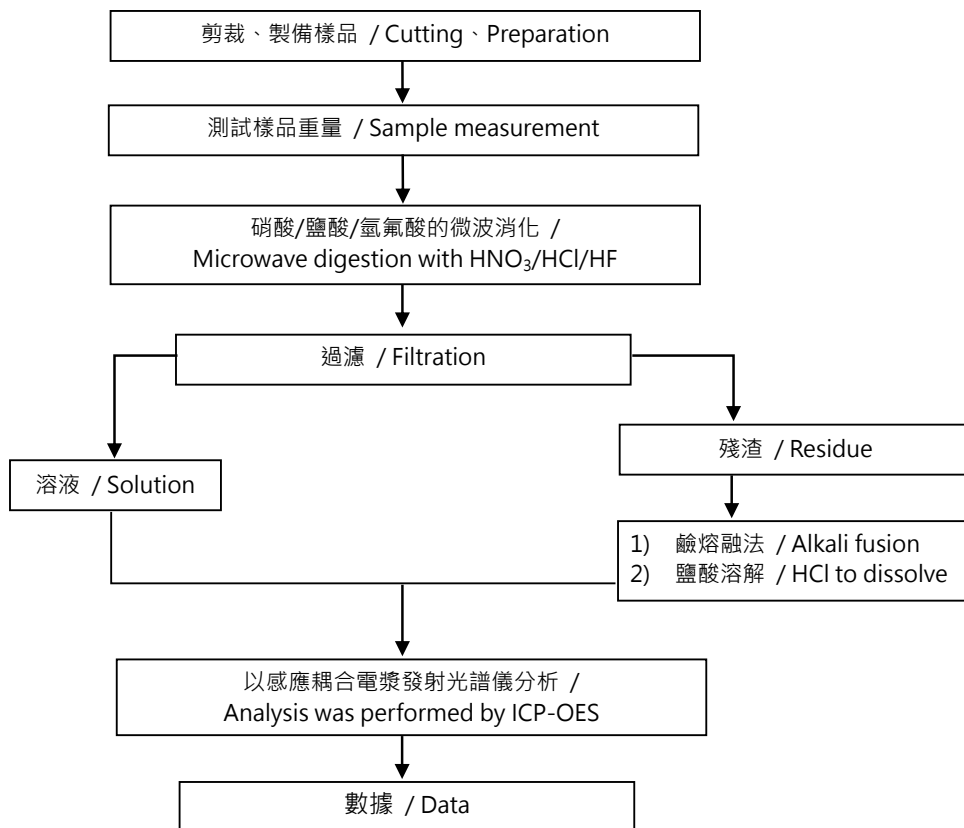 剪裁、製備樣品 / Cutting、Preparation
測試樣品重量 / Sample measurement
硝酸/鹽酸/氫氟酸的微波消化 /
Microwave digestion with HNO₃/HCl/HF
過濾 / Filtration
溶液 / Solution
殘渣 / Residue
1) 鹼熔融法 / Alkali fusion
2) 鹽酸溶解 / HCl to dissolve
以感應耦合電漿發射光譜儀分析 /
Analysis was performed by ICP-OES
數據 / Data